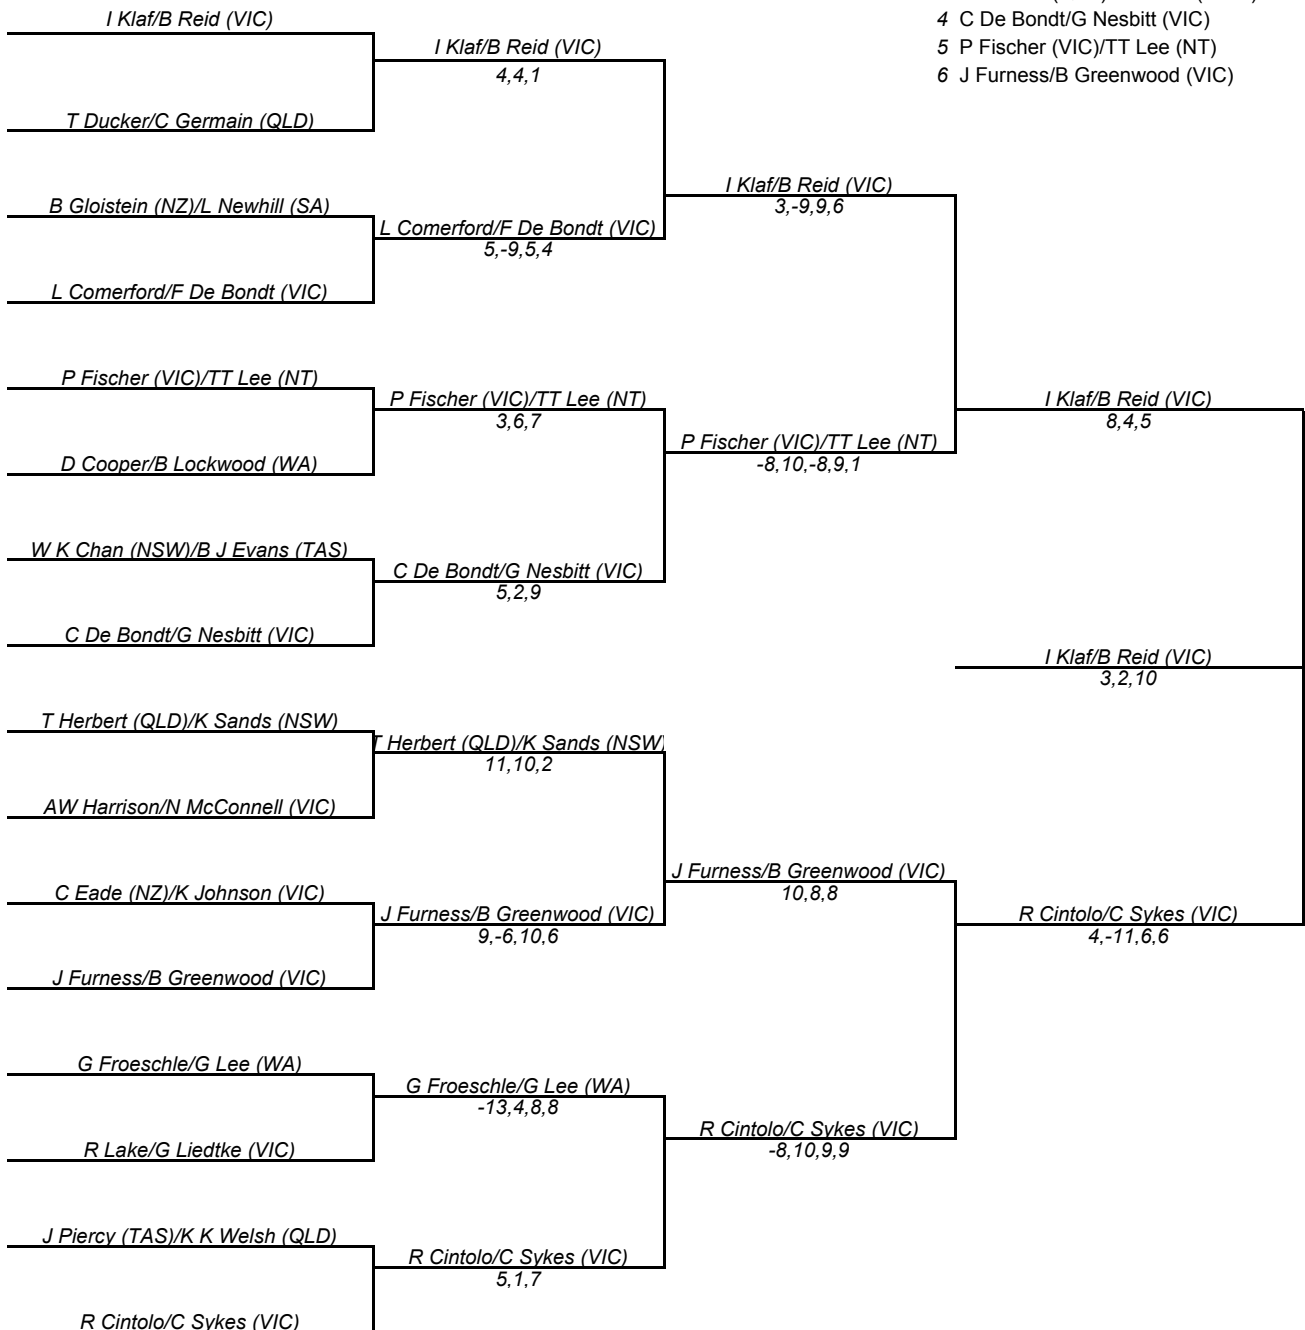 4 C De Bondt/G Nesbitt (VIC)
5 P Fischer (VIC)/TT Lee (NT)
6 J Furness/B Greenwood (VIC)
I Klaf/B Reid (VIC)
T Ducker/C Germain (QLD)
B Gloistein (NZ)/L Newhill (SA)
L Comerford/F De Bondt (VIC)
P Fischer (VIC)/TT Lee (NT)
D Cooper/B Lockwood (WA)
W K Chan (NSW)/B J Evans (TAS)
C De Bondt/G Nesbitt (VIC)
T Herbert (QLD)/K Sands (NSW)
AW Harrison/N McConnell (VIC)
C Eade (NZ)/K Johnson (VIC)
J Furness/B Greenwood (VIC)
G Froeschle/G Lee (WA)
R Lake/G Liedtke (VIC)
J Piercy (TAS)/K K Welsh (QLD)
R Cintolo/C Sykes (VIC)
I Klaf/B Reid (VIC)
4,4,1
L Comerford/F De Bondt (VIC)
5,-9,5,4
P Fischer (VIC)/TT Lee (NT)
3,6,7
C De Bondt/G Nesbitt (VIC)
5,2,9
T Herbert (QLD)/K Sands (NSW)
11,10,2
J Furness/B Greenwood (VIC)
9,-6,10,6
G Froeschle/G Lee (WA)
-13,4,8,8
R Cintolo/C Sykes (VIC)
5,1,7
I Klaf/B Reid (VIC)
3,-9,9,6
P Fischer (VIC)/TT Lee (NT)
-8,10,-8,9,1
J Furness/B Greenwood (VIC)
10,8,8
R Cintolo/C Sykes (VIC)
-8,10,9,9
I Klaf/B Reid (VIC)
8,4,5
R Cintolo/C Sykes (VIC)
4,-11,6,6
I Klaf/B Reid (VIC)
3,2,10